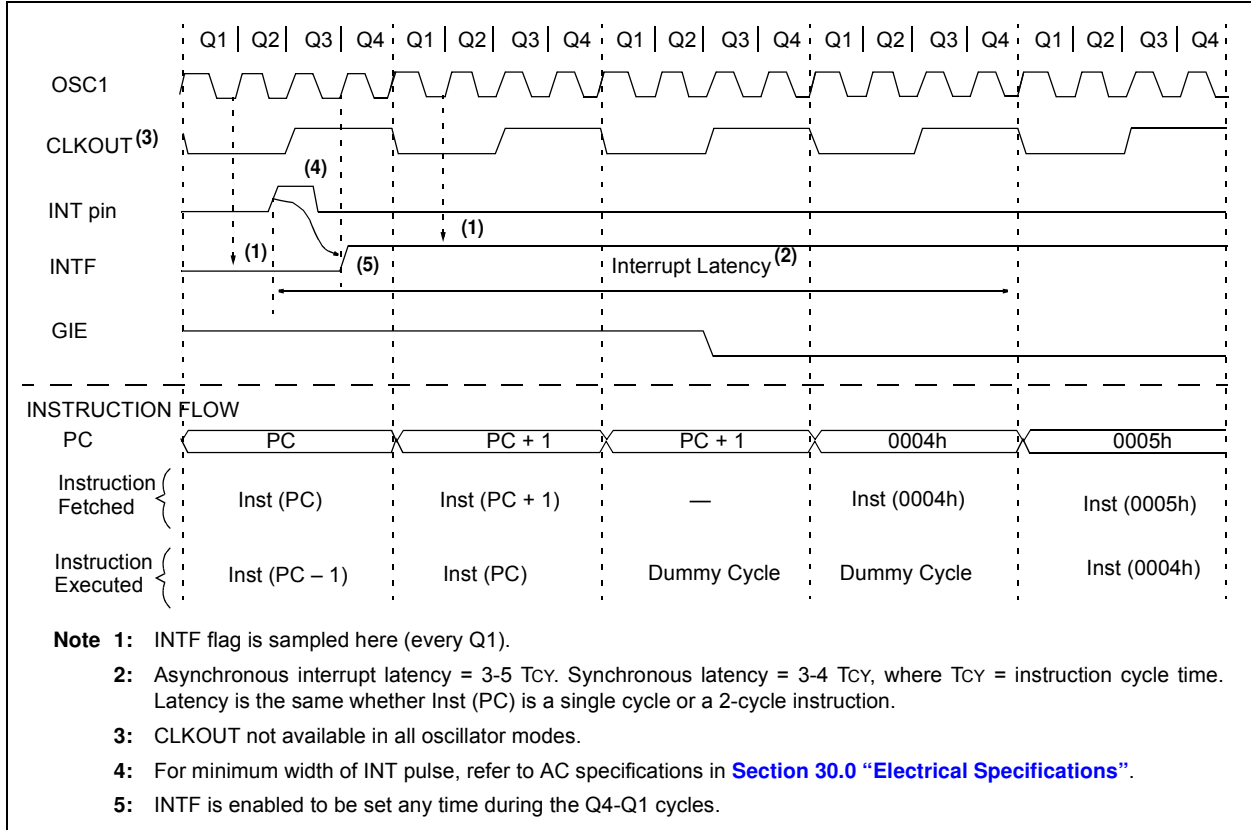 Q1 | Q2 | Q3 | Q4 Q1 | Q2 | Q3 | Q4 Q1 | Q2 | Q3 | Q4 Q1 | Q2 | Q3 | Q4 Q1 | Q2 | Q3 | Q4
OSC1
CLKOUT (3)
(4)
INT pin
(1)
(1)
INTF
(5)
Interrupt Latency (2)
GIE
INSTRUCTION FLOW
PC PC PC + 1 PC + 1 0004h 0005h
Instruction
Fetched
Inst (PC) Inst (PC + 1) — Inst (0004h) Inst (0005h)
Instruction
Executed
Inst (PC – 1) Inst (PC) Dummy Cycle Dummy Cycle Inst (0004h)
Note 1: INTF flag is sampled here (every Q1).
2: Asynchronous interrupt latency = 3-5 TCY. Synchronous latency = 3-4 TCY, where TCY = instruction cycle time.
Latency is the same whether Inst (PC) is a single cycle or a 2-cycle instruction.
3: CLKOUT not available in all oscillator modes.
4: For minimum width of INT pulse, refer to AC specifications in Section 30.0 “Electrical Specifications”.
5: INTF is enabled to be set any time during the Q4-Q1 cycles.